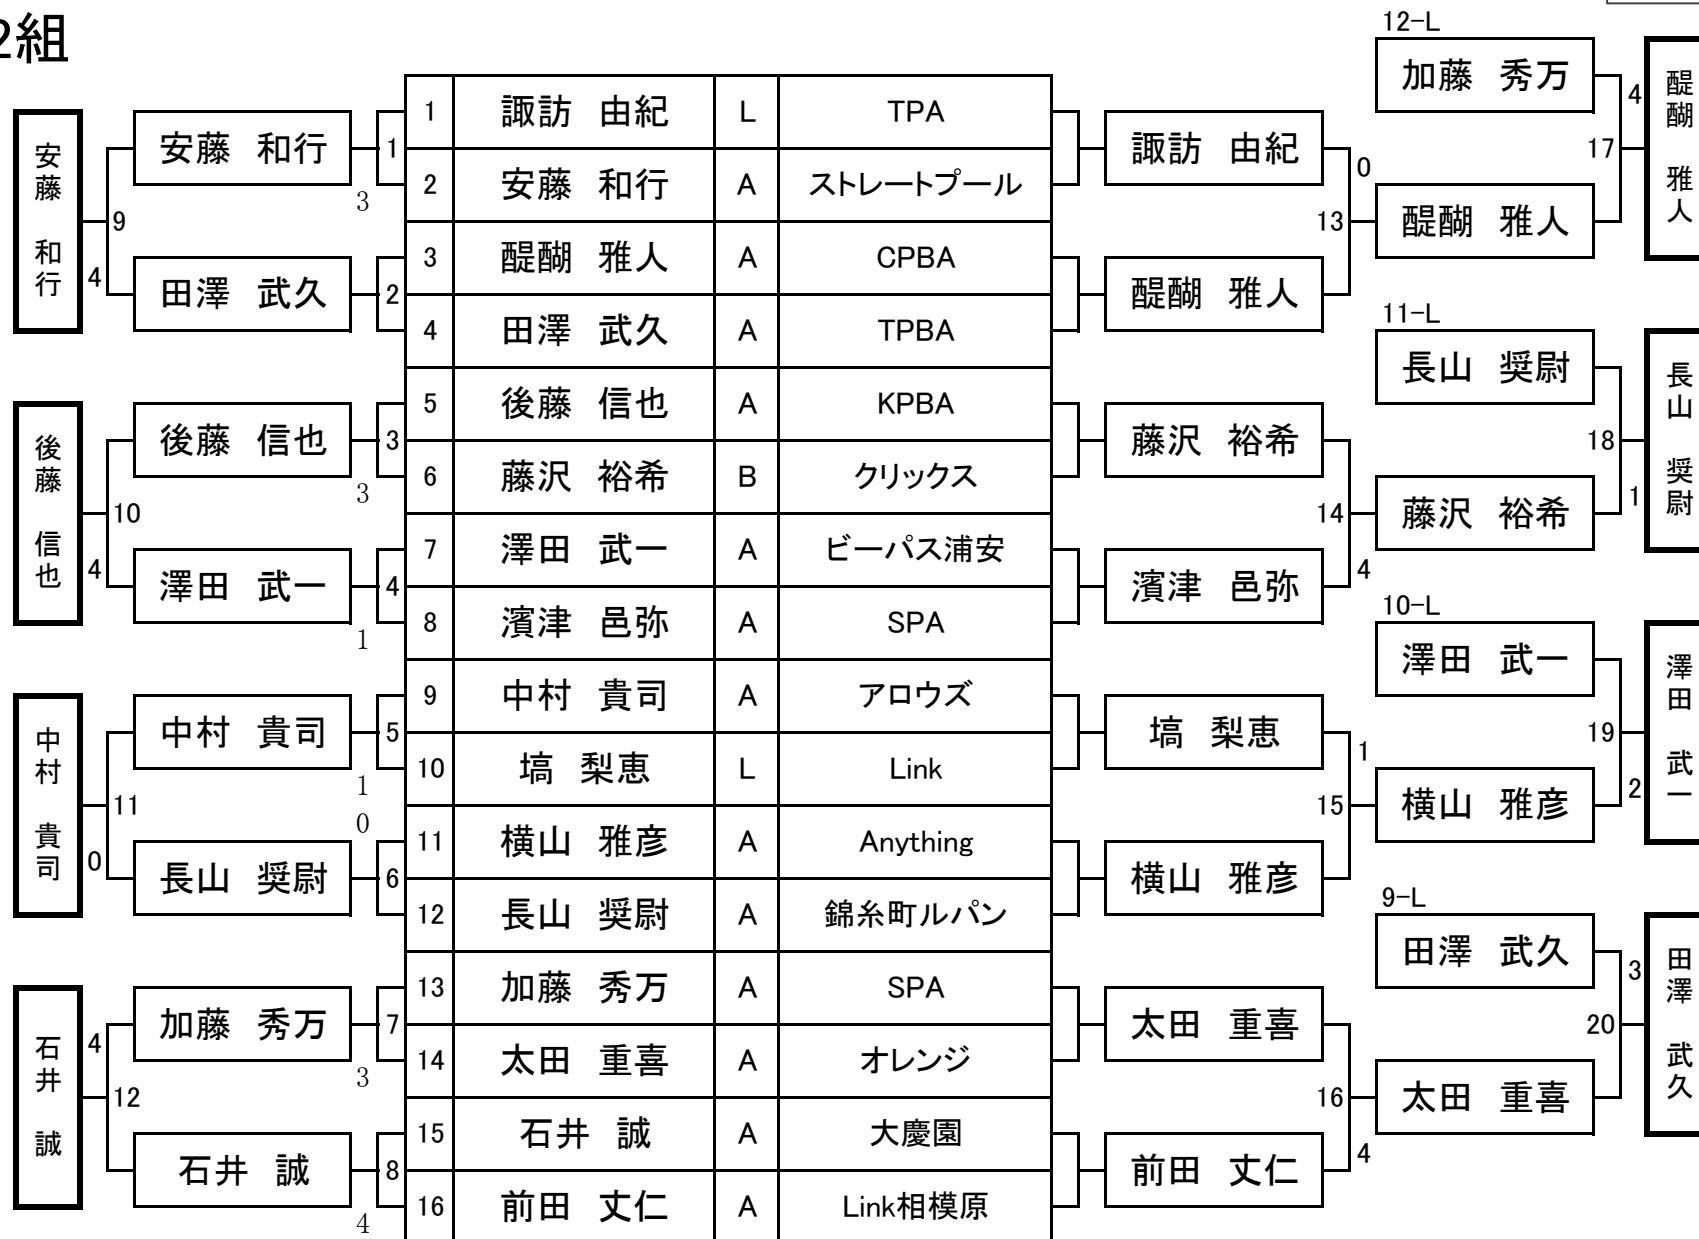 2組
12-L
加藤 秀万
4
醍醐 雅人
17
醍醐 雅人
1 諏訪 由紀 L TPA
2 安藤 和行 A ストレートプール
3 醍醐 雅人 A CPBA
4 田澤 武久 A TPBA
5 後藤 信也 A KPBA
6 藤沢 裕希 B クリックス
7 澤田 武一 A ビーパス浦安
8 濱津 邑弥 A SPA
9 中村 貴司 A アロウズ
10 塙 梨恵 L Link
11 横山 雅彦 A Anything
12 長山 奨尉 A 錦糸町ルパン
13 加藤 秀万 A SPA
14 太田 重喜 A オレンジ
15 石井 誠 A 大慶園
16 前田 丈仁 A Link相模原
安藤 和行
9
4
安藤 和行
1
3
田澤 武久
2
後藤 信也
10
4
後藤 信也
3
3
澤田 武一
4
1
中村 貴司
11
0
中村 貴司
5
1
0
長山 奨尉
6
石井 誠
4
12
加藤 秀万
7
3
石井 誠
8
4
諏訪 由紀
0
13
醍醐 雅人
藤沢 裕希
14
4
濱津 邑弥
塙 梨恵
1
15
横山 雅彦
太田 重喜
16
4
前田 丈仁
11-L
長山 奨尉
18
1
藤沢 裕希
長山 奨尉
10-L
澤田 武一
19
2
横山 雅彦
澤田 武一
9-L
田澤 武久
3
20
太田 重喜
田澤 武久